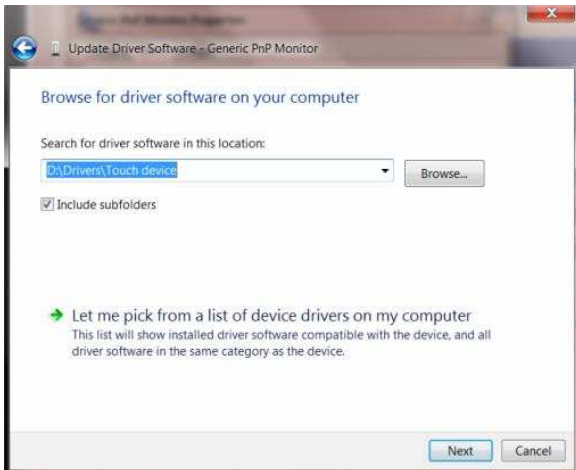 Update Driver Software - Generic PnP Monitor
Browse for driver software on your computer
Search for driver software in this location:
D:\Drivers\Touch device
Browse...
Include subfolders
Let me pick from a list of device drivers on my computer
This list will show installed driver software compatible with the device, and all
driver software in the same category as the device.
Next
Cancel